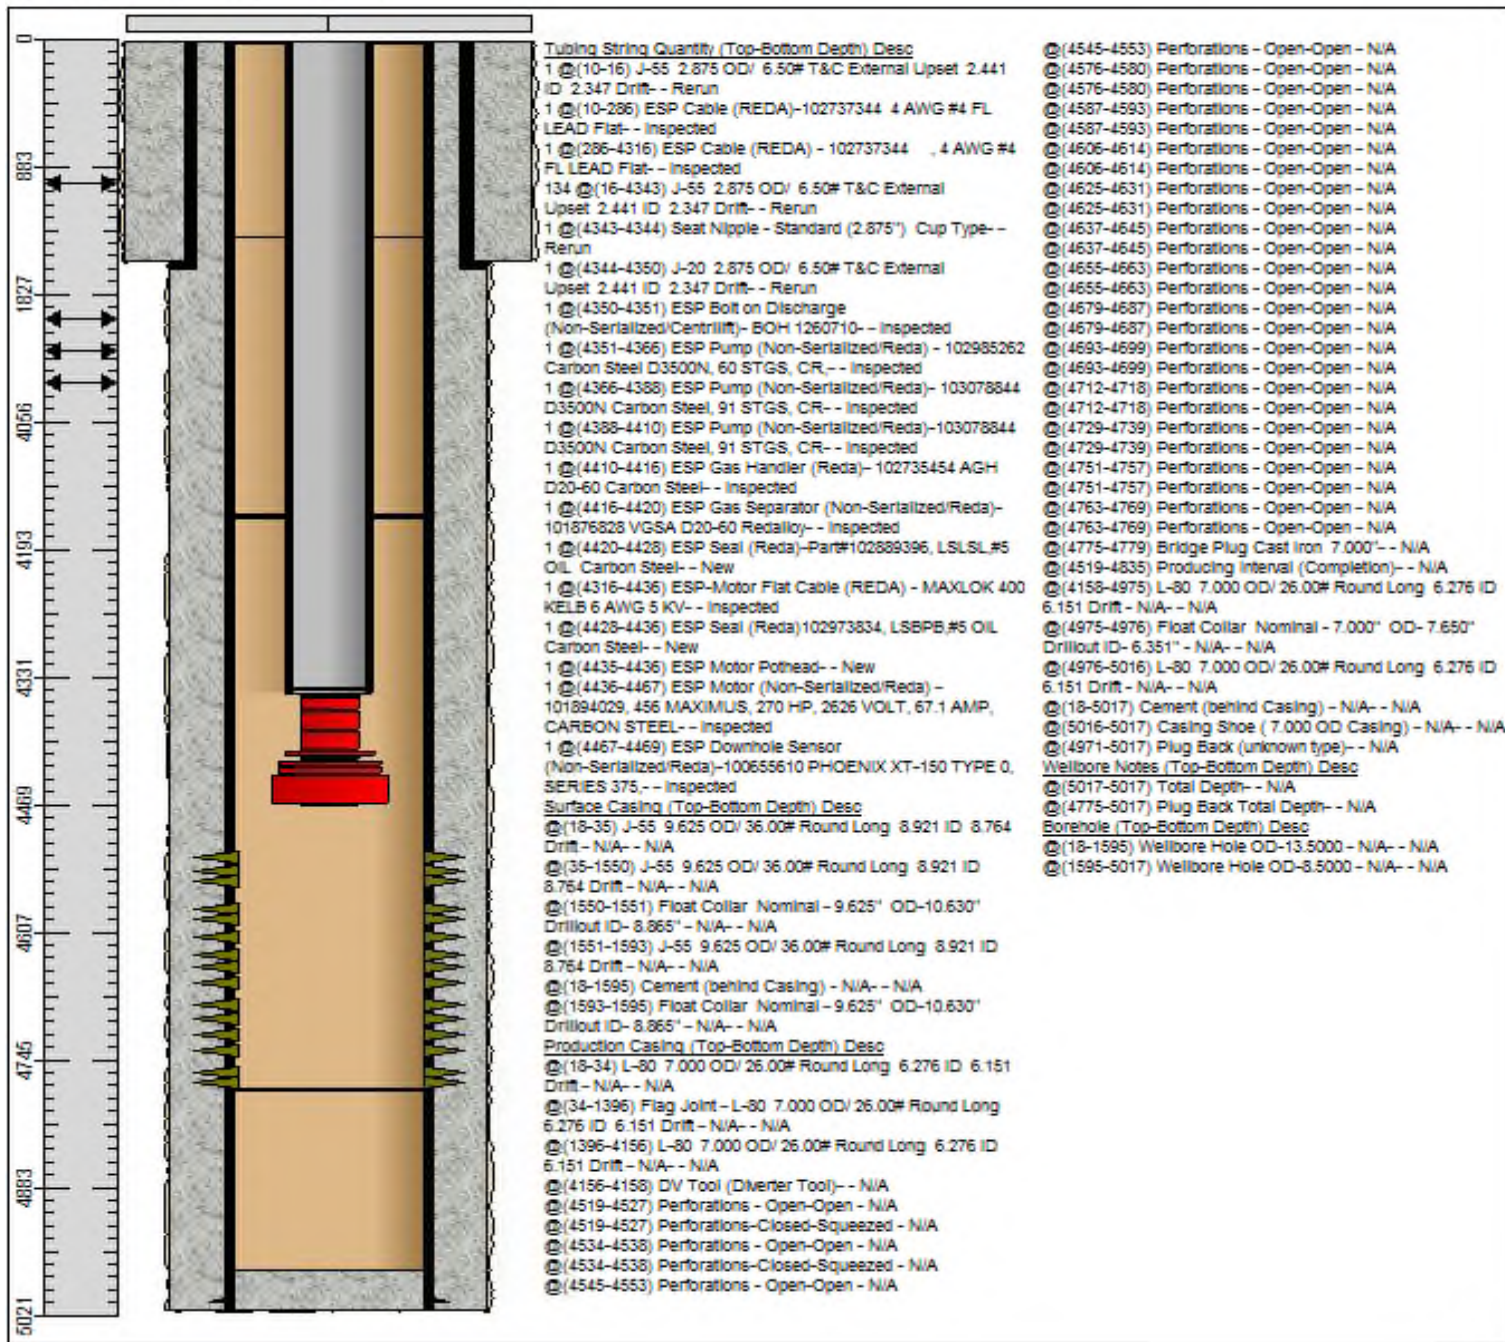 0
883
1827
4056
4193
4331
4469
4607
4745
4883
5021
Tubing String Quantity (Top-Bottom Depth) Desc
1 @(10-16) J-55 2.875 OD/ 6.50# T&C External Upset 2.441
ID 2.347 Drift-- Rerun
1 @(10-286) ESP Cable (REDA)-102737344 4 AWG #4 FL
LEAD Flat-- Inspected
1 @(286-4316) ESP Cable (REDA) - 102737344 , 4 AWG #4
FL LEAD Flat-- Inspected
134 @(16-4343) J-55 2.875 OD/ 6.50# T&C External
Upset 2.441 ID 2.347 Drift-- Rerun
1 @(4343-4344) Seat Nipple - Standard (2.875") Cup Type--
Rerun
1 @(4344-4350) J-20 2.875 OD/ 6.50# T&C External
Upset 2.441 ID 2.347 Drift-- Rerun
1 @(4350-4351) ESP Bolt on Discharge
(Non-Serialized/Centrilift)- BOH 1260710-- Inspected
1 @(4351-4366) ESP Pump (Non-Serialized/Reda) - 102985262
Carbon Steel D3500N, 60 STGS, CR,-- Inspected
1 @(4366-4388) ESP Pump (Non-Serialized/Reda)- 103078844
D3500N Carbon Steel, 91 STGS, CR-- Inspected
1 @(4388-4410) ESP Pump (Non-Serialized/Reda)-103078844
D3500N Carbon Steel, 91 STGS, CR-- Inspected
1 @(4410-4416) ESP Gas Handler (Reda)- 102735454 AGH
D20-60 Carbon Steel-- Inspected
1 @(4416-4420) ESP Gas Separator (Non-Serialized/Reda)-
101876828 VGSA D20-60 Redalloy-- Inspected
1 @(4420-4428) ESP Seal (Reda)-Part#102889396, LSLSL,#5
OIL Carbon Steel-- New
1 @(4316-4436) ESP-Motor Flat Cable (REDA) - MAXLOK 400
KELB 6 AWG 5 KV-- Inspected
1 @(4428-4436) ESP Seal (Reda)102973834, LSBPB,#5 OIL
Carbon Steel-- New
1 @(4435-4436) ESP Motor Pothead-- New
1 @(4436-4467) ESP Motor (Non-Serialized/Reda) -
101894029, 456 MAXIMUS, 270 HP, 2626 VOLT, 67.1 AMP,
CARBON STEEL-- Inspected
1 @(4467-4469) ESP Downhole Sensor
(Non-Serialized/Reda)-100655610 PHOENIX XT-150 TYPE 0,
SERIES 375,-- Inspected
Surface Casing (Top-Bottom Depth) Desc
@(18-35) J-55 9.625 OD/ 36.00# Round Long 8.921 ID 8.764
Drift - N/A-- N/A
@(35-1550) J-55 9.625 OD/ 36.00# Round Long 8.921 ID
8.764 Drift - N/A-- N/A
@(1550-1551) Float Collar Nominal - 9.625" OD-10.630"
Drillout ID- 8.865" - N/A-- N/A
@(1551-1593) J-55 9.625 OD/ 36.00# Round Long 8.921 ID
8.764 Drift - N/A-- N/A
@(18-1595) Cement (behind Casing) - N/A-- N/A
@(1593-1595) Float Collar Nominal - 9.625" OD-10.630"
Drillout ID- 8.865" - N/A-- N/A
Production Casing (Top-Bottom Depth) Desc
@(18-34) L-80 7.000 OD/ 26.00# Round Long 6.276 ID 6.151
Drift - N/A-- N/A
@(34-1396) Flag Joint - L-80 7.000 OD/ 26.00# Round Long
6.276 ID 6.151 Drift - N/A-- N/A
@(1396-4156) L-80 7.000 OD/ 26.00# Round Long 6.276 ID
6.151 Drift - N/A-- N/A
@(4156-4158) DV Tool (Diverter Tool)-- N/A
@(4519-4527) Perforations - Open-Open - N/A
@(4519-4527) Perforations-Closed-Squeezed - N/A
@(4534-4538) Perforations - Open-Open - N/A
@(4534-4538) Perforations-Closed-Squeezed - N/A
@(4545-4553) Perforations - Open-Open - N/A
@(4545-4553) Perforations - Open-Open - N/A
@(4576-4580) Perforations - Open-Open - N/A
@(4576-4580) Perforations - Open-Open - N/A
@(4587-4593) Perforations - Open-Open - N/A
@(4587-4593) Perforations - Open-Open - N/A
@(4606-4614) Perforations - Open-Open - N/A
@(4606-4614) Perforations - Open-Open - N/A
@(4625-4631) Perforations - Open-Open - N/A
@(4625-4631) Perforations - Open-Open - N/A
@(4637-4645) Perforations - Open-Open - N/A
@(4637-4645) Perforations - Open-Open - N/A
@(4655-4663) Perforations - Open-Open - N/A
@(4655-4663) Perforations - Open-Open - N/A
@(4679-4687) Perforations - Open-Open - N/A
@(4679-4687) Perforations - Open-Open - N/A
@(4693-4699) Perforations - Open-Open - N/A
@(4693-4699) Perforations - Open-Open - N/A
@(4712-4718) Perforations - Open-Open - N/A
@(4712-4718) Perforations - Open-Open - N/A
@(4729-4739) Perforations - Open-Open - N/A
@(4729-4739) Perforations - Open-Open - N/A
@(4751-4757) Perforations - Open-Open - N/A
@(4751-4757) Perforations - Open-Open - N/A
@(4763-4769) Perforations - Open-Open - N/A
@(4763-4769) Perforations - Open-Open - N/A
@(4775-4779) Bridge Plug Cast Iron 7.000"-- N/A
@(4519-4835) Producing Interval (Completion)-- N/A
@(4158-4975) L-80 7.000 OD/ 26.00# Round Long 6.276 ID
6.151 Drift - N/A-- N/A
@(4975-4976) Float Collar Nominal - 7.000" OD- 7.650"
Drillout ID- 6.351" - N/A-- N/A
@(4976-5016) L-80 7.000 OD/ 26.00# Round Long 6.276 ID
6.151 Drift - N/A-- N/A
@(18-5017) Cement (behind Casing) - N/A-- N/A
@(5016-5017) Casing Shoe ( 7.000 OD Casing) - N/A-- N/A
@(4971-5017) Plug Back (unknown type)-- N/A
Wellbore Notes (Top-Bottom Depth) Desc
@(5017-5017) Total Depth-- N/A
@(4775-5017) Plug Back Total Depth-- N/A
Borehole (Top-Bottom Depth) Desc
@(18-1595) Wellbore Hole OD-13.5000 - N/A-- N/A
@(1595-5017) Wellbore Hole OD-8.5000 - N/A-- N/A